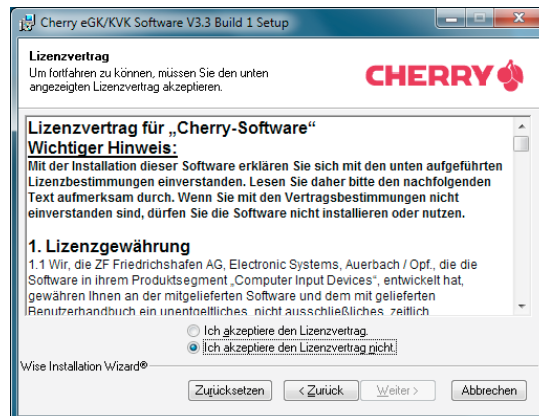 Cherry eGK/KVK Software V3.3 Build 1 Setup
Lizenzvertrag
Um fortfahren zu können, müssen Sie den unten
angezeigten Lizenzvertrag akzeptieren.
CHERRY
Lizenzvertrag für „Cherry-Software“
Wichtiger Hinweis:
Mit der Installation dieser Software erklären Sie sich mit den unten aufgeführten
Lizenzbestimmungen einverstanden. Lesen Sie daher bitte den nachfolgenden
Text aufmerksam durch. Wenn Sie mit den Vertragsbestimmungen nicht
einverstanden sind, dürfen Sie die Software nicht installieren oder nutzen.
1. Lizenzgewährung
1.1 Wir, die ZF Friedrichshafen AG, Electronic Systems, Auerbach / Opf., die die
Software in ihrem Produktsegment „Computer Input Devices“, entwickelt hat,
gewähren Ihnen an der mitgelieferten Software und dem mit gelieferten
Benutzerhandbuch ein unentgeltliches, nicht ausschließliches, zeitlich
Ich akzeptiere den Lizenzvertrag.
Ich akzeptiere den Lizenzvertrag nicht.
Wise Installation Wizard®
Zurücksetzen
< Zurück
Weiter >
Abbrechen